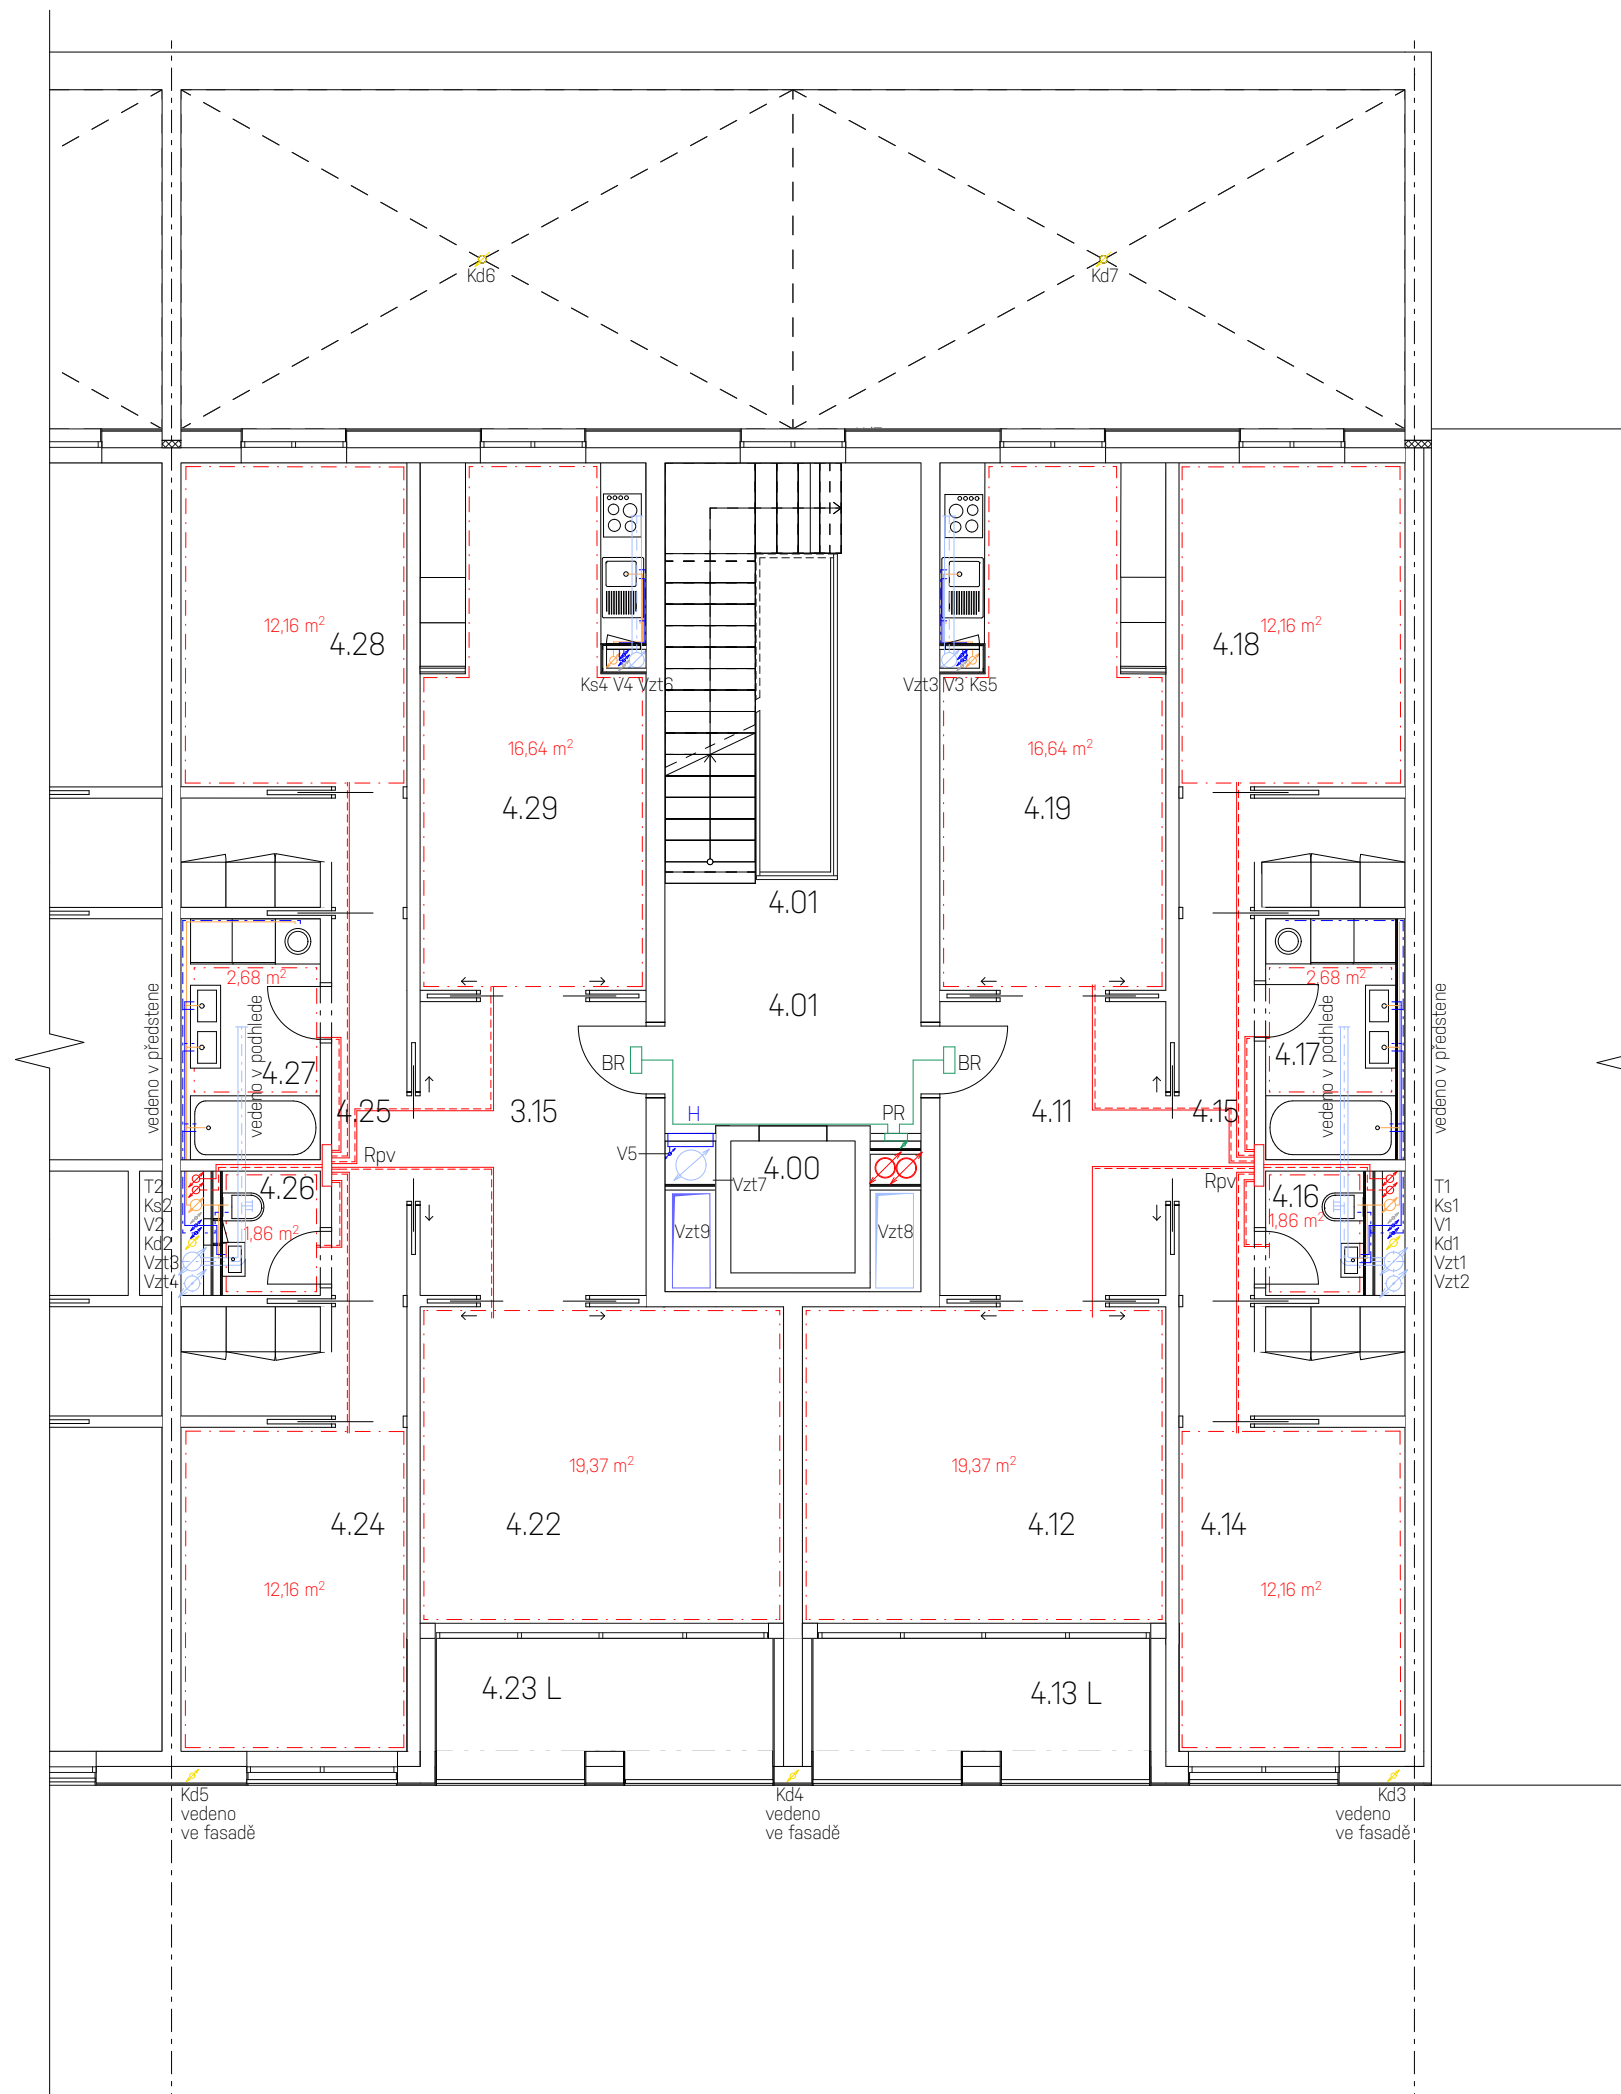 Kd6
Kd7
12,16 m²
4.28
4.18
12,16 m²
Ks4 V4 Vzt6
Vzt3 V3 Ks5
16,64 m²
16,64 m²
4.29
4.19
4.01
2,68 m²
2,68 m²
4.01
vedeno v předstene
vedeno v podhlede
vedeno v podhlede
vedeno v předstene
BR
BR
4.27
4.17
4.25
3.15
H
PR
4.11
4.15
Rpv
V5
4.00
Rpv
Vzt7
T2
Ks2
V2
Kd2
Vzt3
Vzt4
4.26
1,86 m²
Vzt9
Vzt8
4.16
1,86 m²
T1
Ks1
V1
Kd1
Vzt1
Vzt2
19,37 m²
19,37 m²
4.24
4.22
4.12
4.14
12,16 m²
12,16 m²
4.23 L
4.13 L
Kd5
vedeno
ve fasadě
Kd4
vedeno
ve fasadě
Kd3
vedeno
ve fasadě